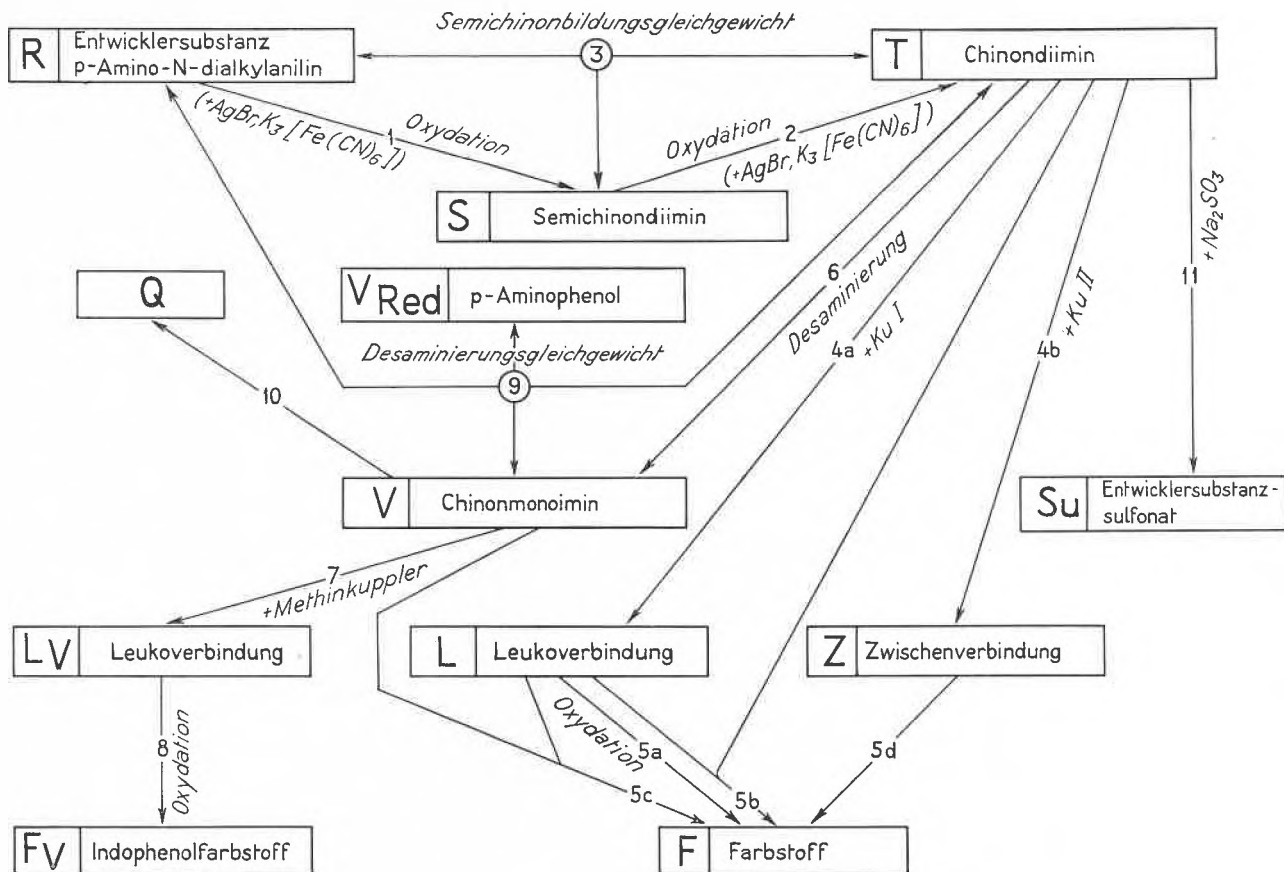 Semichinonbildungsgleichgewicht
R
Entwicklersubstanz
p-Amino-N-dialkylanilin
3
T
Chinondiimin
1
Oxydation
(+AgBr, K3 [Fe(CN)6])
Oxydation
2
(+AgBr, K3 [Fe(CN)6])
S
Semichinondiimin
Q
V Red
p-Aminophenol
Desaminierungsgleichgewicht
9
10
6
Desaminierung
4a
+Ku I
4b
+Ku II
11
+ Na2SO3
V
Chinonmonoimin
Su
Entwicklersubstanz-
sulfonat
7
+Methinkuppler
LV
Leukoverbindung
L
Leukoverbindung
Z
Zwischenverbindung
8
Oxydation
Oxydation
5a
5c
5b
5d
FV
Indophenolfarbstoff
F
Farbstoff